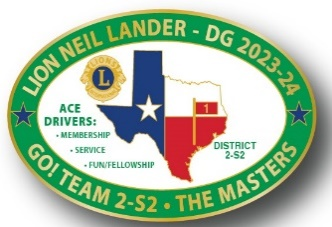 LION NEIL LANDER - DG 2023-24
LIONS
L
ACE
DRIVERS:
• MEMBERSHIP
• SERVICE
• FUN/FELLOWSHIP
1
DISTRICT
2-S2
GO! TEAM 2-S2 • THE MASTERS